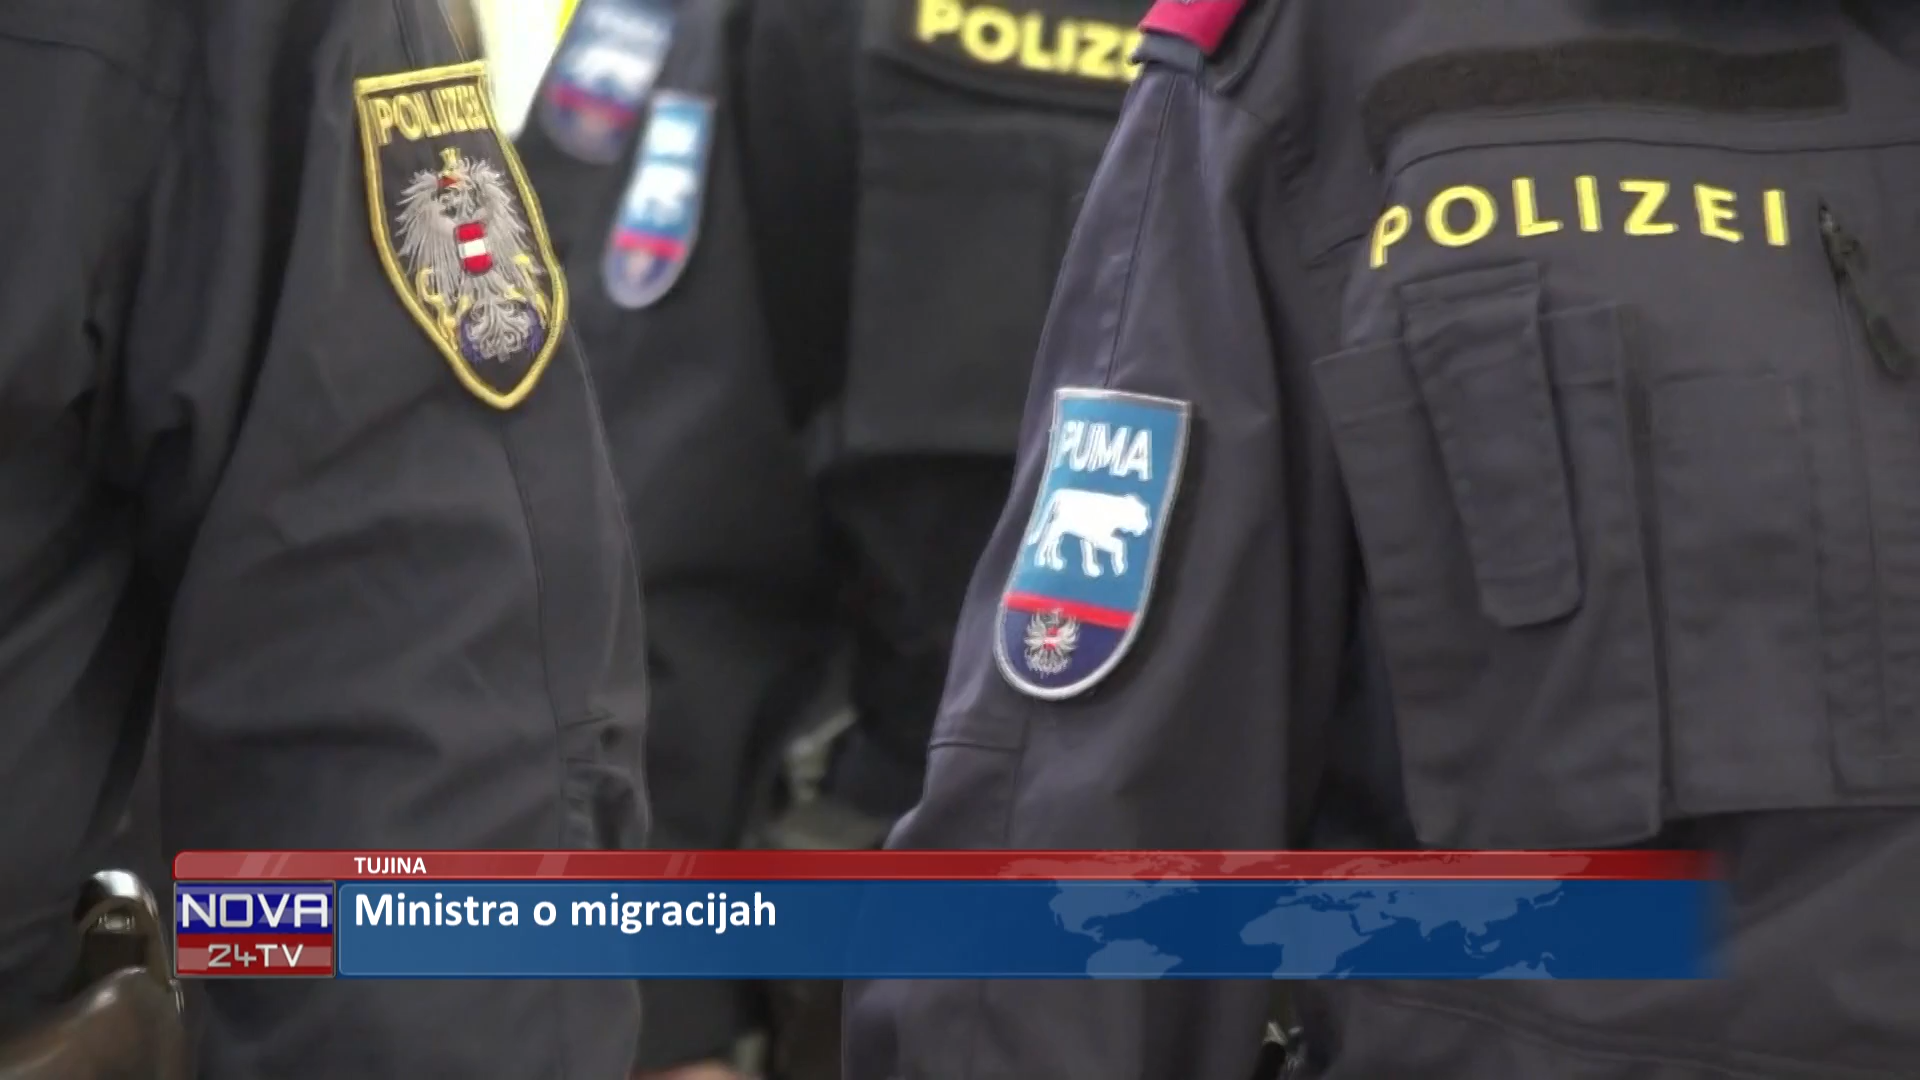 POLIZEI
POLIZEI
POLIZEI
PUMA
TUJINA
NOVA
24TV
Ministra o migracijah